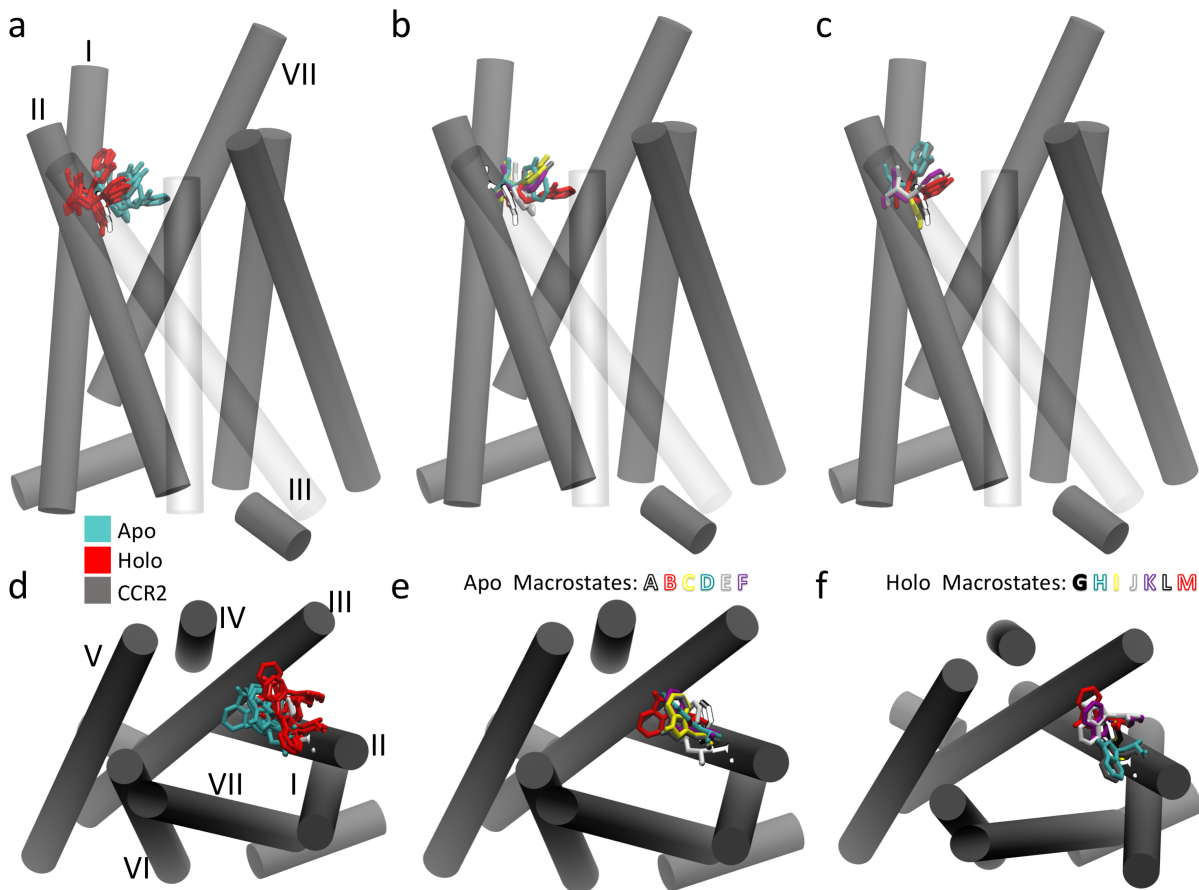 a
b
c
I
VII
II
III
Apo
Holo
CCR2
d
e
f
Apo Macrostates: A B C D E F
Holo Macrostates: G H I J K L M
IV
III
V
II
VII
I
VI